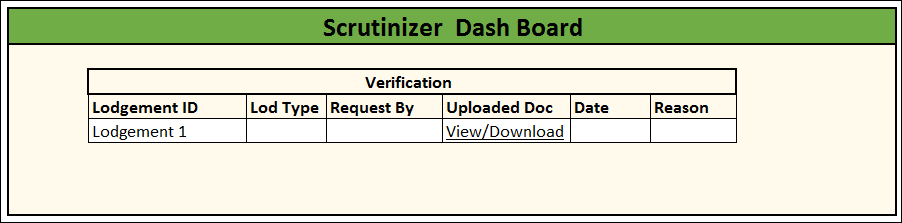 Scrutinizer Dash Board
Verification
Lodgement ID Lod Type Request By Uploaded Doc Date Reason
Lodgement 1 View/Download